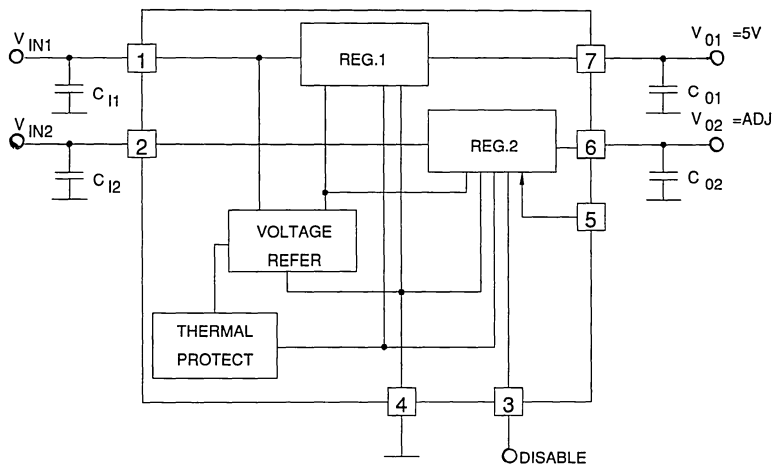 V IN1
1
REG.1
7
V 01 =5V
C I1
C 01
V IN2
2
REG.2
6
V 02 =ADJ
C I2
C 02
5
VOLTAGE
REFER
THERMAL
PROTECT
4
3
DISABLE